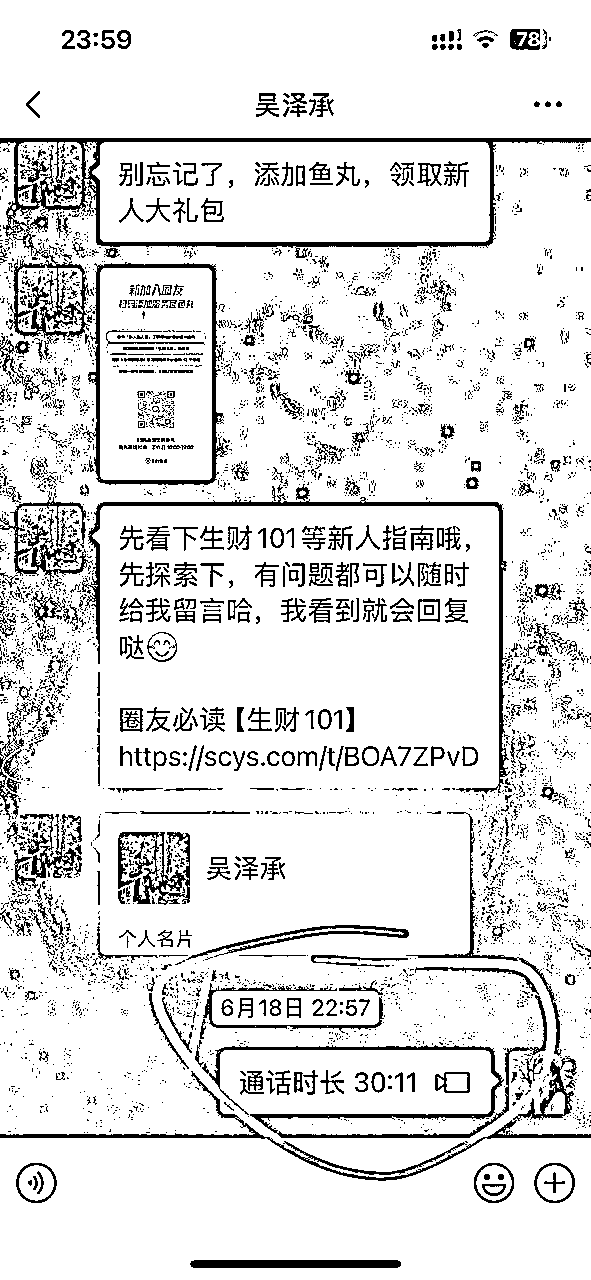 23:59
78
吴泽承
别忘记了，添加鱼丸，领取新
人大礼包
新加入圈友
先看下生财101等新人指南哦，
先探索下，有问题都可以随时
给我留言哈，我看到就会回复
哒😊
圈友必读【生财101】
https://scys.com/t/BOA7ZPvD
吴泽承
个人名片
6月18日 22:57
通话时长 30:11